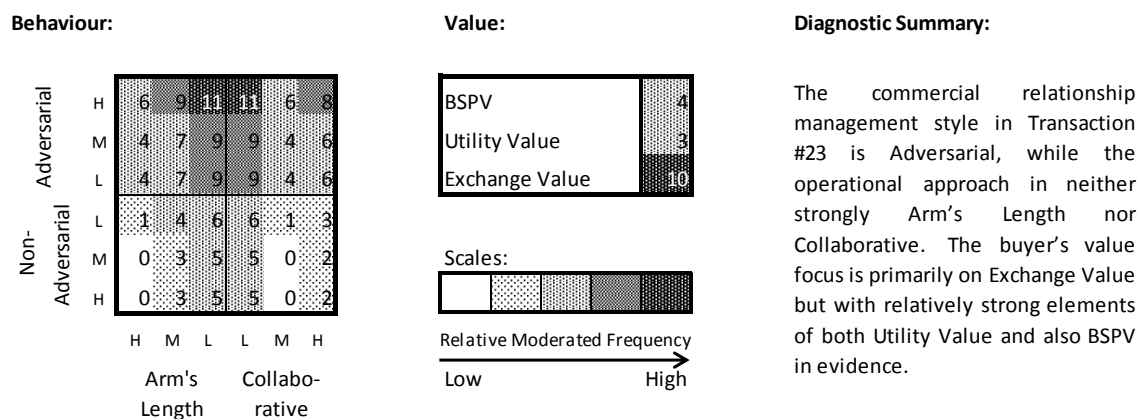 Behaviour:
Value:
Diagnostic Summary:
Adversarial
Non-
Adversarial
H 6 9 11 11 6 8
M 4 7 9 9 4 6
L 4 7 9 9 4 6
L 1 4 6 6 1 3
M 0 3 5 5 0 2
H 0 3 5 5 0 2
H M L L M H
Arm's
Length
Collabo-
rative
BSPV 4
Utility Value 3
Exchange Value 10
Scales:
Relative Moderated Frequency
Low High
The commercial relationship
management style in Transaction
#23 is Adversarial, while the
operational approach in neither
strongly Arm's Length nor
Collaborative. The buyer's value
focus is primarily on Exchange Value
but with relatively strong elements
of both Utility Value and also BSPV
in evidence.